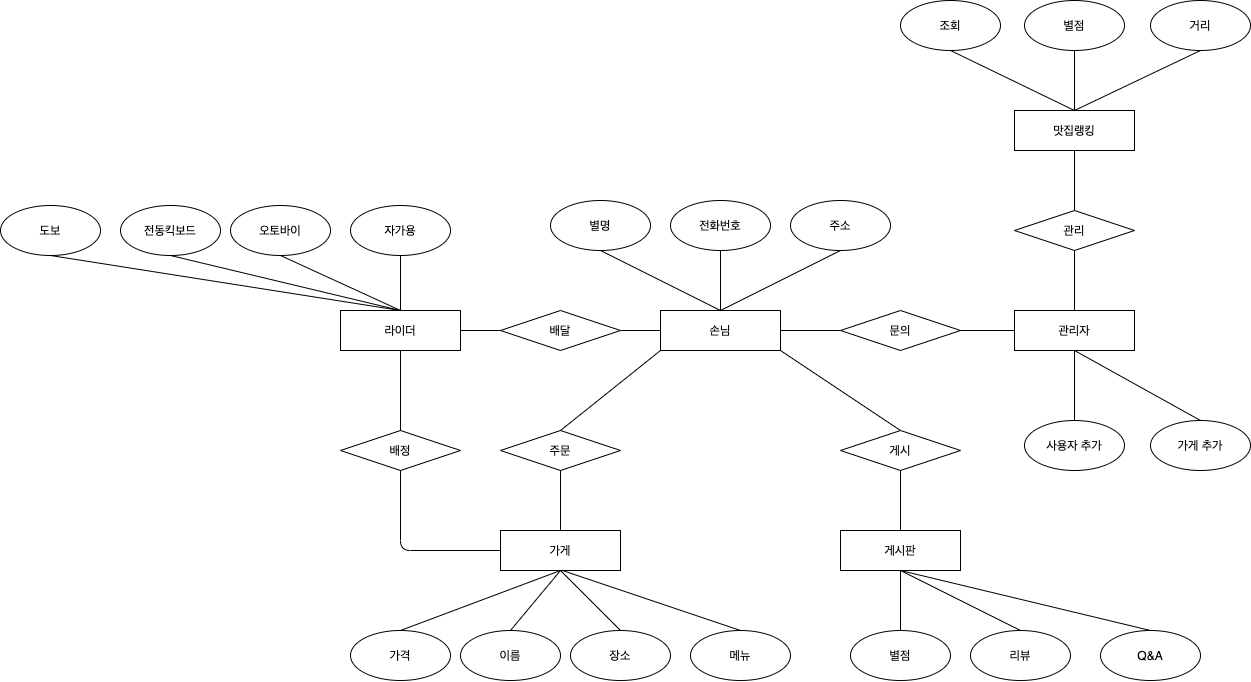 조회
별점
거리
맛집랭킹
도보
전동킥보드
오토바이
자가용
별명
전화번호
주소
관리
라이더
배달
손님
문의
관리자
배정
주문
게시
사용자 추가
가게 추가
가게
게시판
가격
이름
장소
메뉴
별점
리뷰
Q&A